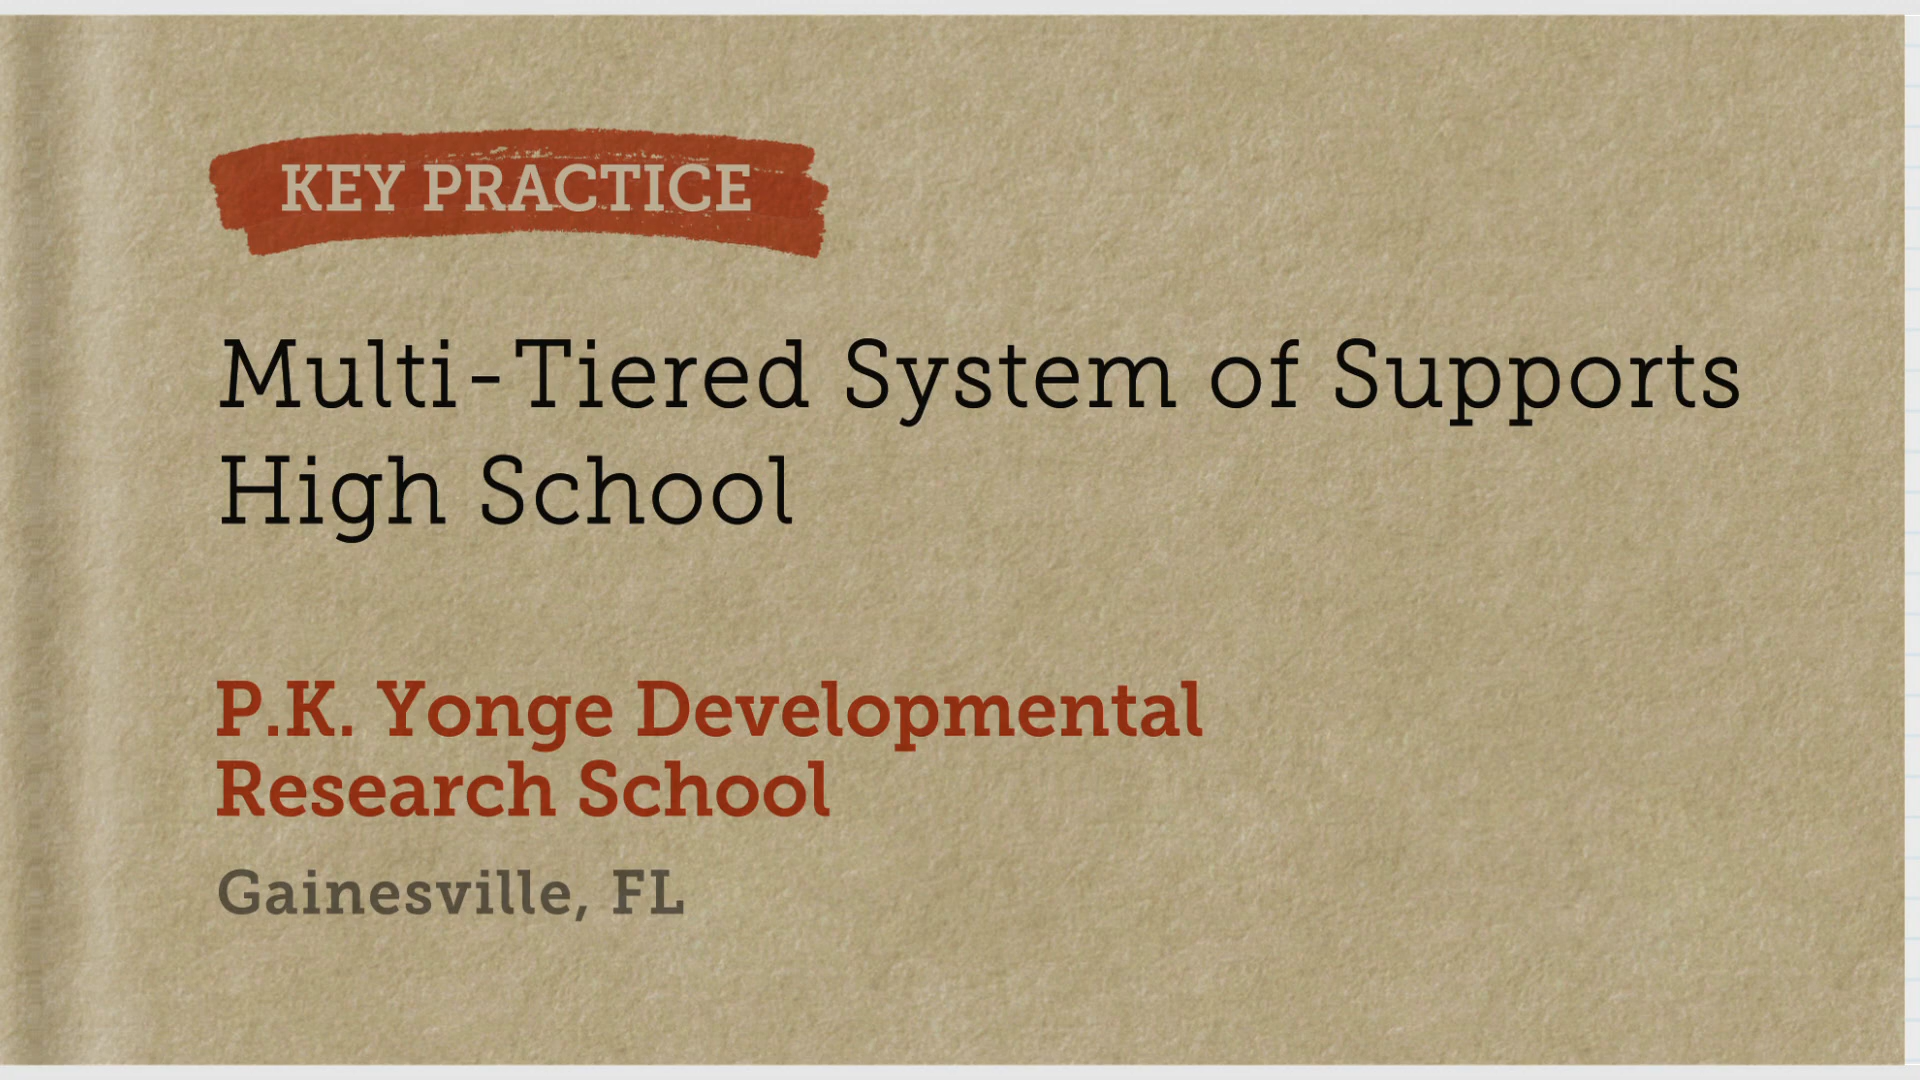 KEY PRACTICE
Multi-Tiered System of Supports
High School
P.K. Yonge Developmental
Research School
Gainesville, FL